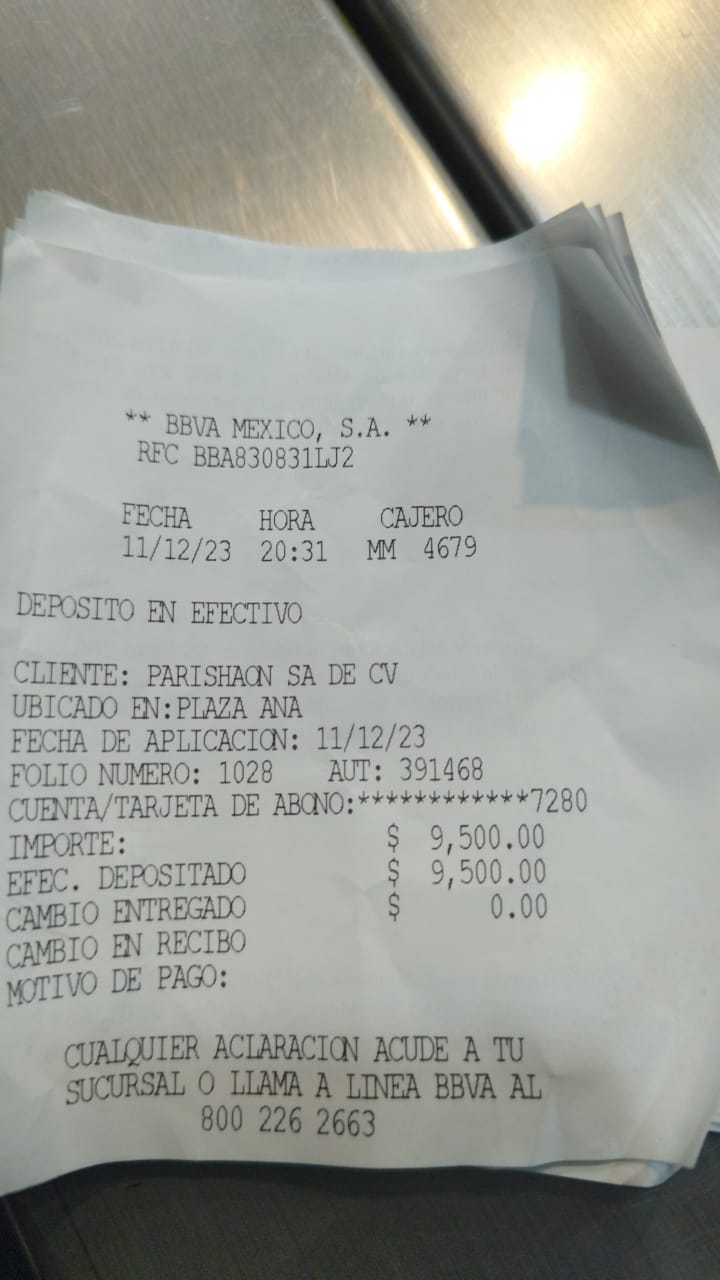 ** BBVA MEXICO, S.A. **
RFC BBA830831LJ2
FECHA HORA CAJERO
11/12/23 20:31 MM 4679
DEPOSITO EN EFECTIVO
CLIENTE: PARISHAON SA DE CV
UBICADO EN:PLAZA ANA
FECHA DE APLICACION: 11/12/23
FOLIO NUMERO: 1028 AUT: 391468
CUENTA/TARJETA DE ABONO:************7280
IMPORTE: $ 9,500.00
EFEC. DEPOSITADO $ 9,500.00
CAMBIO ENTREGADO $ 0.00
CAMBIO EN RECIBO
MOTIVO DE PAGO:
CUALQUIER ACLARACION ACUDE A TU
SUCURSAL O LLAMA A LINEA BBVA AL
800 226 2663